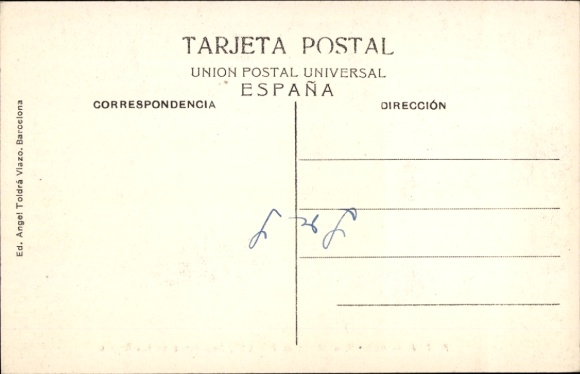 TARJETA POSTAL
UNION POSTAL UNIVERSAL
ESPAÑA
CORRESPONDENCIA
DIRECCIÓN
Ed. Angel Toldrá Viazo. Barcelona